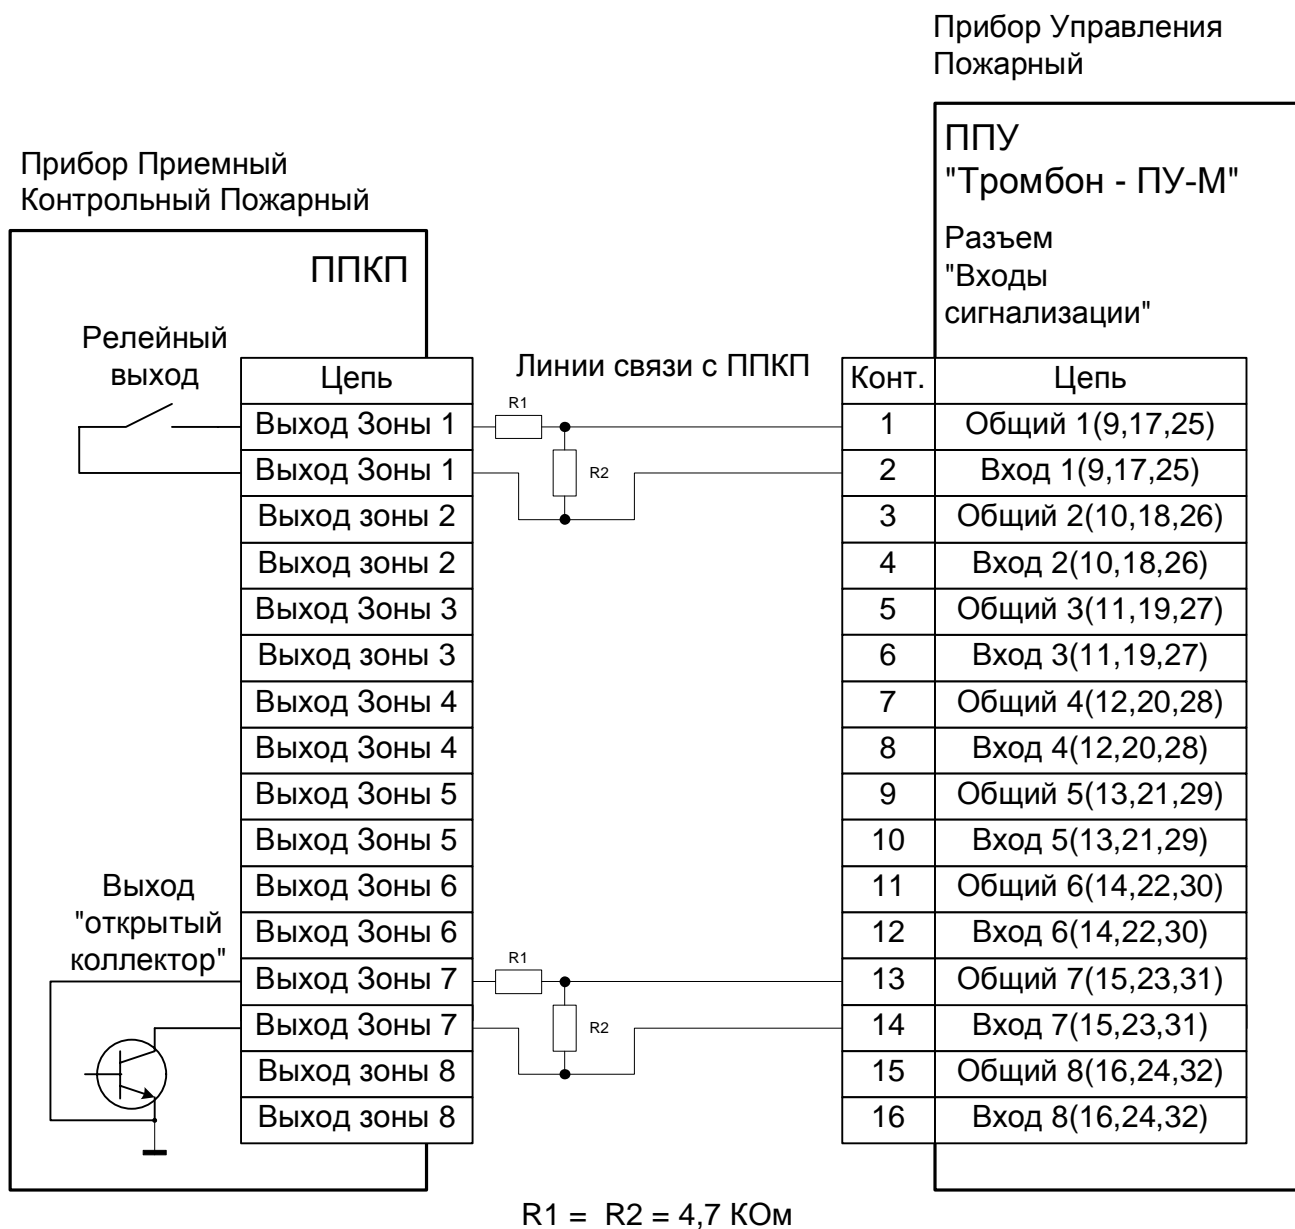 Прибор Управления
Пожарный
ППУ
"Тромбон - ПУ-М"
Разъем
"Входы
сигнализации"
Прибор Приемный
Контрольный Пожарный
ППКП
Релейный
выход
Линии связи с ППКП
Цепь
Выход Зоны 1
Выход Зоны 1
Выход зоны 2
Выход зоны 2
Выход Зоны 3
Выход зоны 3
Выход Зоны 4
Выход Зоны 4
Выход Зоны 5
Выход Зоны 5
Выход Зоны 6
Выход Зоны 6
Выход Зоны 7
Выход Зоны 7
Выход зоны 8
Выход зоны 8
R1
R2
Выход
"открытый
коллектор"
R1
R2
Конт. Цепь
1 Общий 1(9,17,25)
2 Вход 1(9,17,25)
3 Общий 2(10,18,26)
4 Вход 2(10,18,26)
5 Общий 3(11,19,27)
6 Вход 3(11,19,27)
7 Общий 4(12,20,28)
8 Вход 4(12,20,28)
9 Общий 5(13,21,29)
10 Вход 5(13,21,29)
11 Общий 6(14,22,30)
12 Вход 6(14,22,30)
13 Общий 7(15,23,31)
14 Вход 7(15,23,31)
15 Общий 8(16,24,32)
16 Вход 8(16,24,32)
R1 = R2 = 4,7 КОм